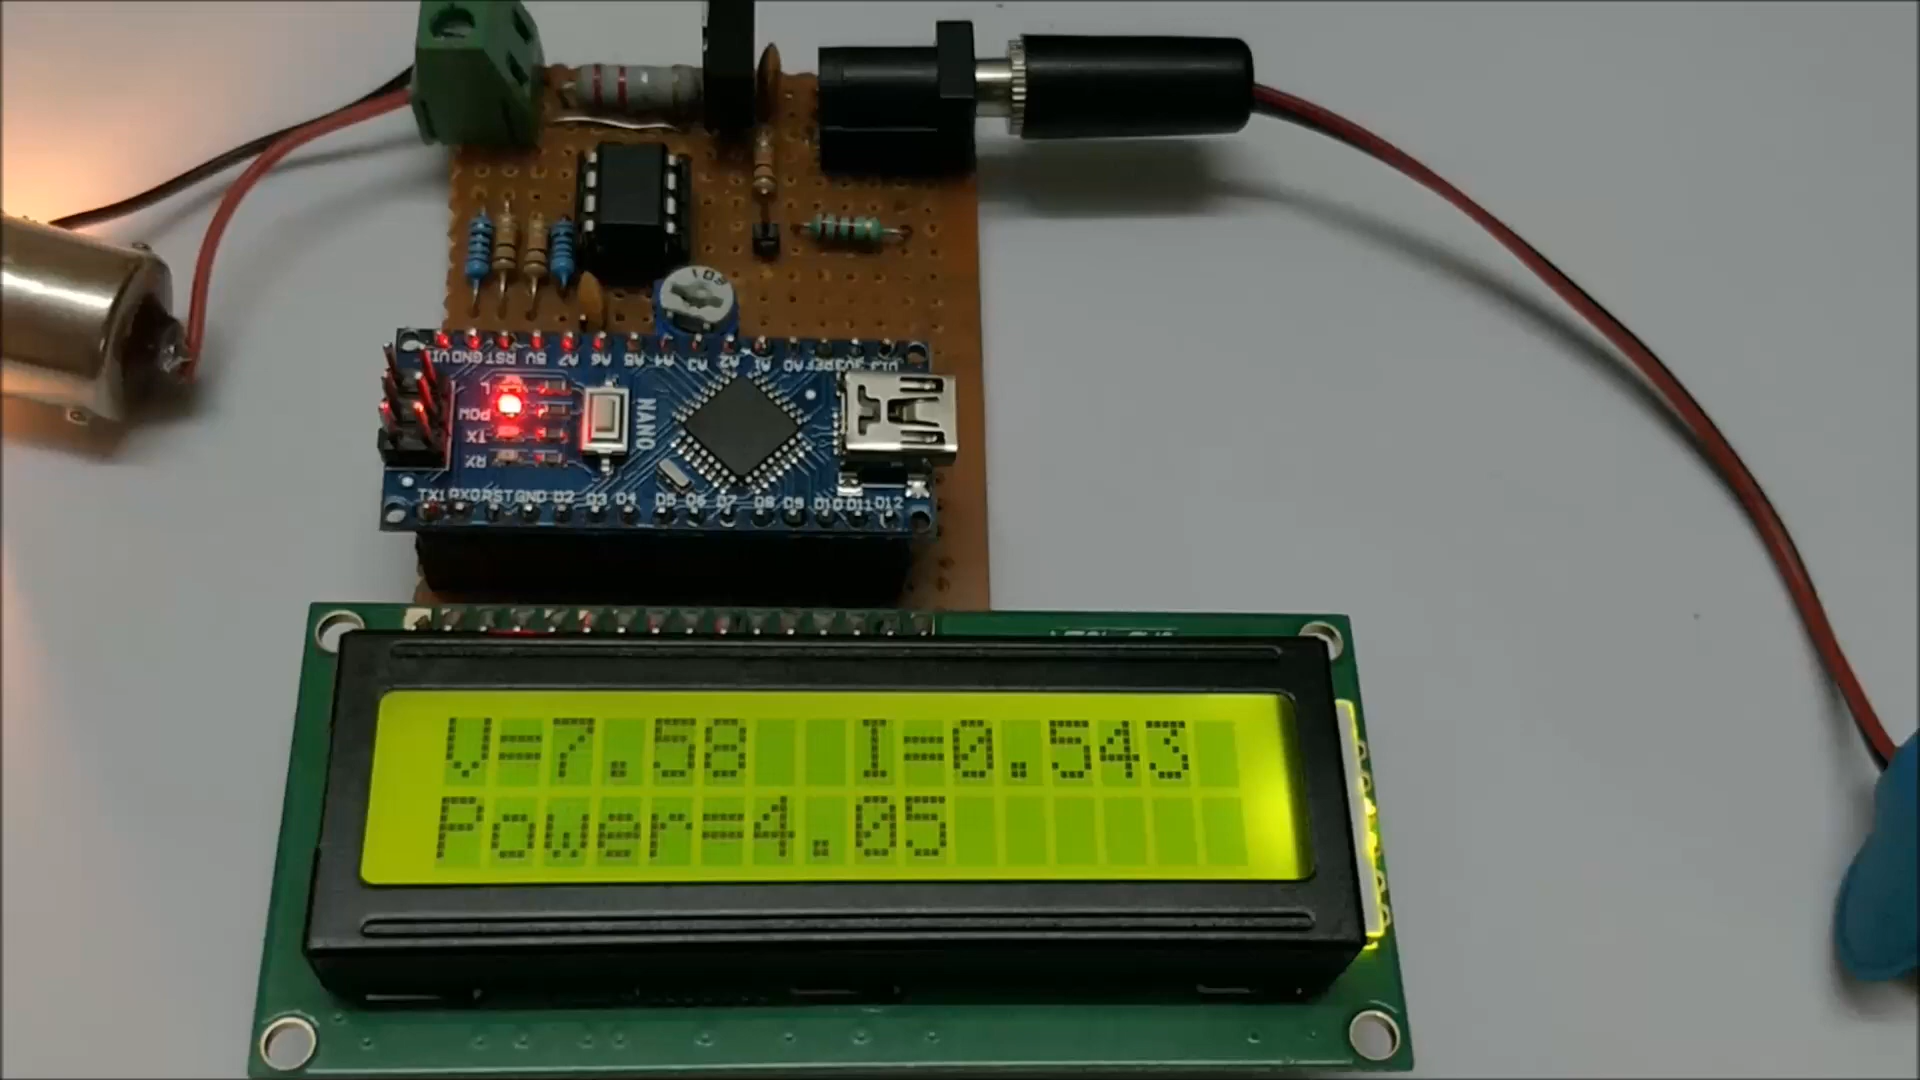 103
VIN GND RST 5V A7 A6 A5 A4 A3 A2 A1 A0 REF 3V3 D13
L
POW
TX
RX
NANO
TX1 RX0 RST GND D2 D3 D4 D5 D6 D7 D8 D9 D10 D11 D12
V=7.58 I=0.543
Power=4.05